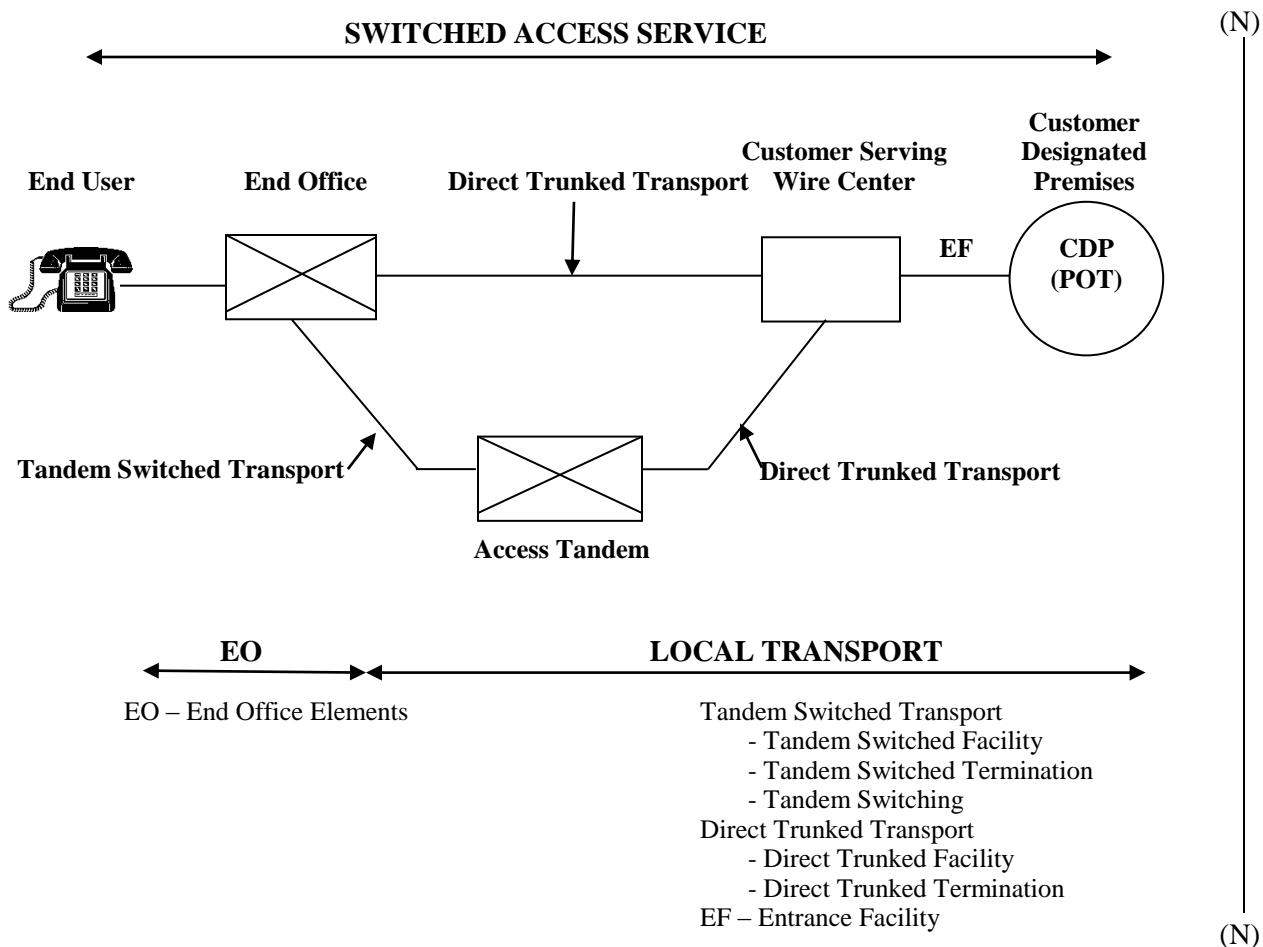 (N)
SWITCHED ACCESS SERVICE
Customer
Designated
Premises
Customer Serving
Wire Center
End User
End Office
Direct Trunked Transport
EF
CDP
(POT)
Tandem Switched Transport
Direct Trunked Transport
Access Tandem
EO
LOCAL TRANSPORT
EO – End Office Elements
Tandem Switched Transport
- Tandem Switched Facility
- Tandem Switched Termination
- Tandem Switching
Direct Trunked Transport
- Direct Trunked Facility
- Direct Trunked Termination
EF – Entrance Facility
(N)